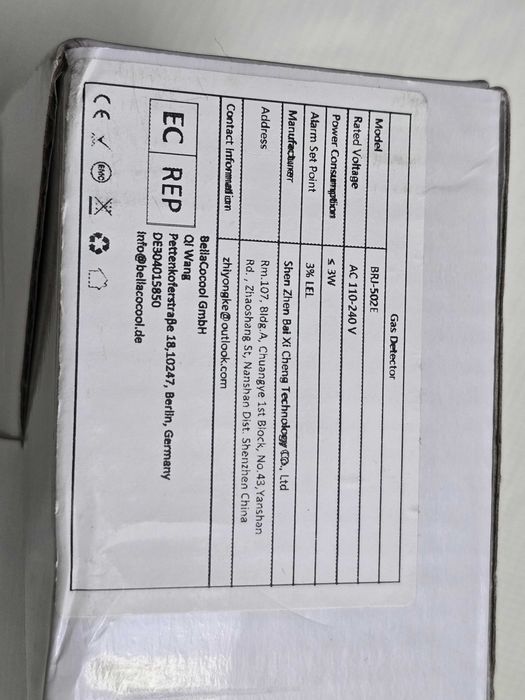 Gas Detector
Model BRJ-502E
Rated Voltage AC 110-240 V
Power Consumption ≤ 3W
Alarm Set Point 3% LEL
Manufacturer Shen Zhen Bai Xi Cheng Technology CO., Ltd
Address Rm.107, Bldg.A, Chuangye 1st Block, No.43,Yanshan
Rd., Zhaoshang St, Nanshan Dist. Shenzhen China
Contact Information zhiyongke@outlook.com
EC REP
BellaCocool GmbH
Qi Wang
Pettenkoferstraße 18,10247, Berlin, Germany
DE304015850
info@bellacocool.de
CE EMC